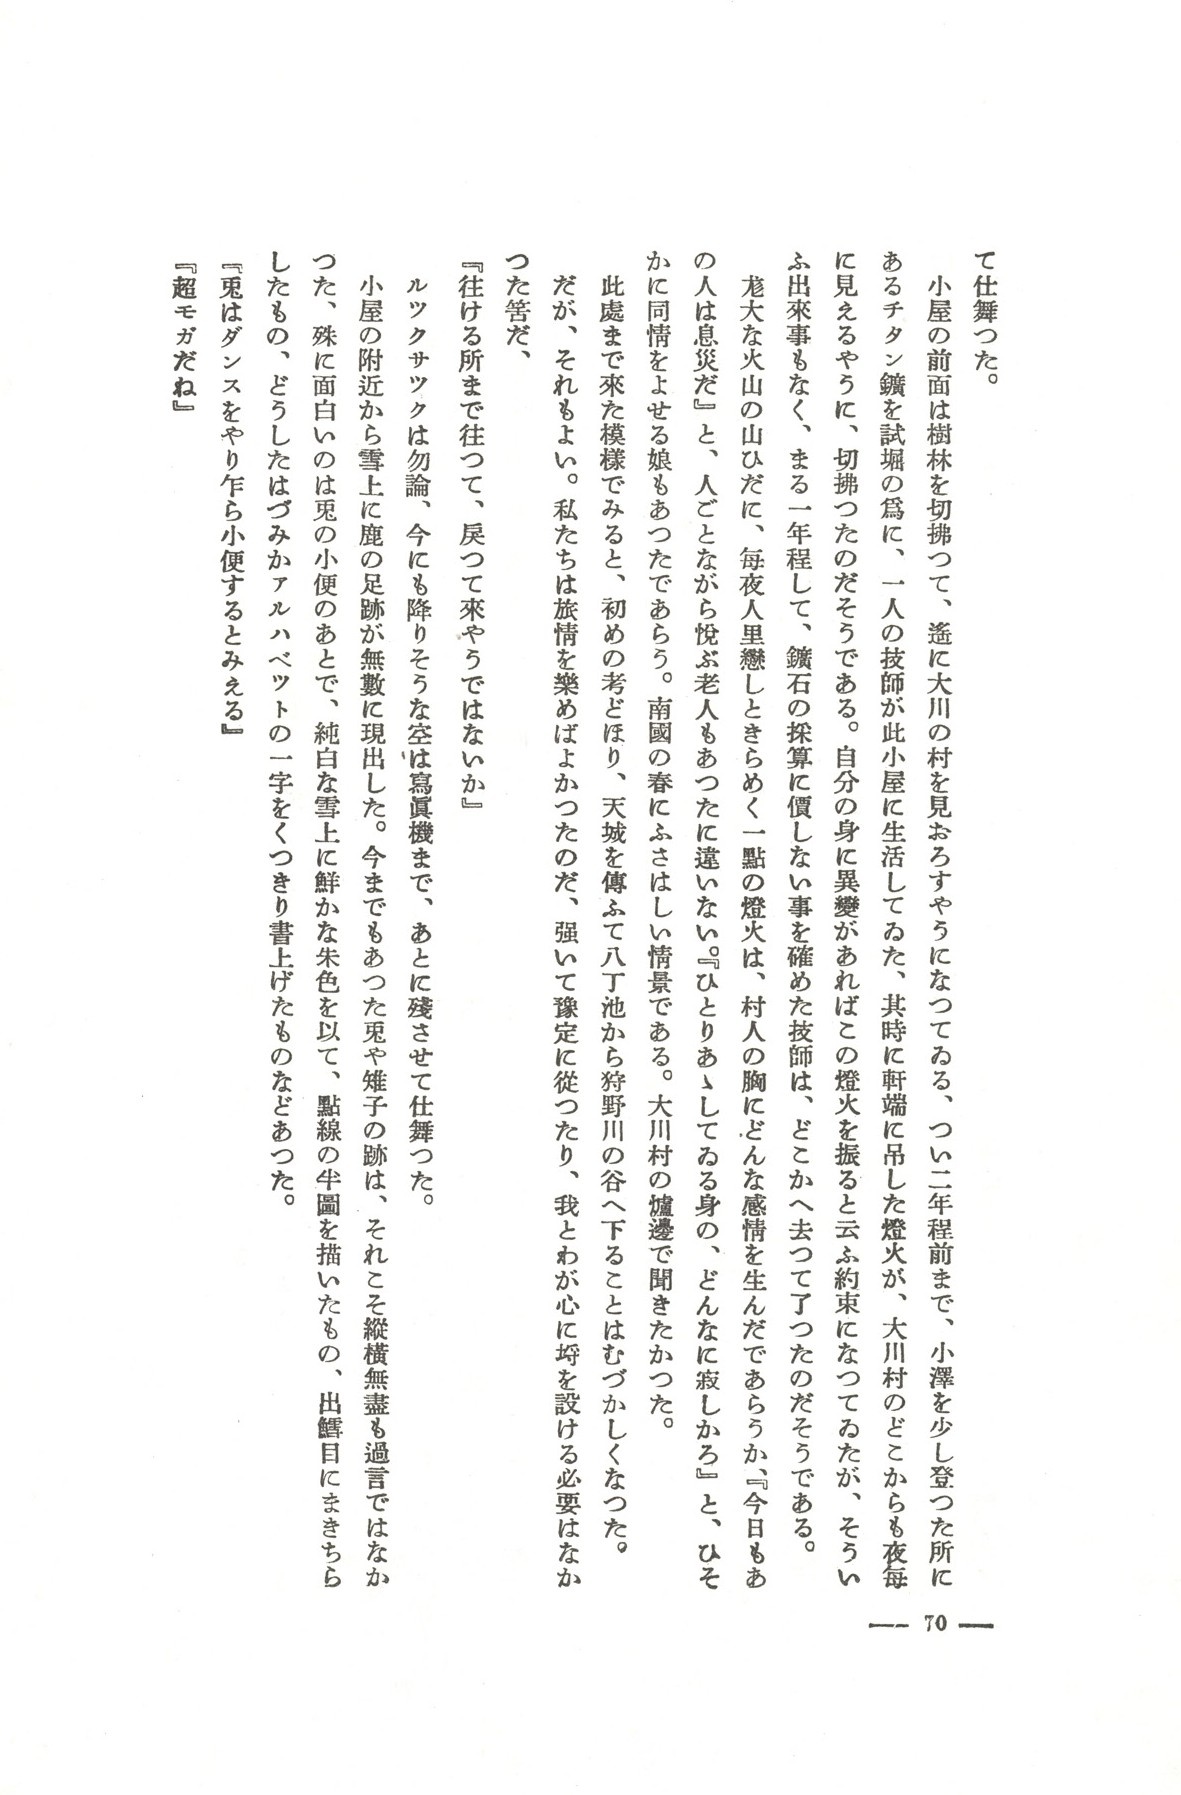 て仕舞つた。
小屋の前面は樹林を切拂つて、遙に大川の村を見おろすやうになつてゐる、つい二年程前まで、小澤を少し登つた所に
あるチタン鑛を試堀の爲に、一人の技師が此小屋に生活してゐた、其時に軒端に吊した燈火が、大川村のどこからも夜每
に見えるやうに、切拂つたのだそうである。自分の身に異變があればこの燈火を振ると云ふ約束になつてゐたが、そうい
ふ出來事もなく、まる一年程して、鑛石の採算に價しない事を確めた技師は、どこかへ去つて了つたのだそうである。
尨大な火山の山ひだに、每夜人里戀しときらめく一點の燈火は、村人の胸にどんな感情を生んだであらうか、『今日もあ
の人は息災だ』と、人ごとながら悅ぶ老人もあつたに違いない。『ひとりあゝしてゐる身の、どんなに寂しかろ』と、ひそ
かに同情をよせる娘もあつたであらう。南國の春にふさはしい情景である。大川村の爐邊で聞きたかつた。
此處まで來た模樣でみると、初めの考どほり、天城を傳ふて八丁池から狩野川の谷へ下ることはむづかしくなつた。
だが、それもよい。私たちは旅情を樂めばよかつたのだ、强いて豫定に從つたり、我とわが心に埒を設ける必要はなか
つた筈だ、
『往ける所まで往つて、戾つて來やうではないか』
ルツクサツクは勿論、今にも降りそうな空は寫眞機まで、あとに殘させて仕舞つた。
小屋の附近から雪上に鹿の足跡が無數に現出した。今までもあつた兎や雉子の跡は、それこそ縱橫無盡も過言ではなか
つた、殊に面白いのは兎の小便のあとで、純白な雪上に鮮かな朱色を以て、點線の半圖を描いたもの、出鱈目にまきちら
したもの、どうしたはづみかァルハベツトの一字をくつきり書上げたものなどあつた。
『兎はダンスをやり乍ら小便するとみえる』
『超モガだね』
— 70 —